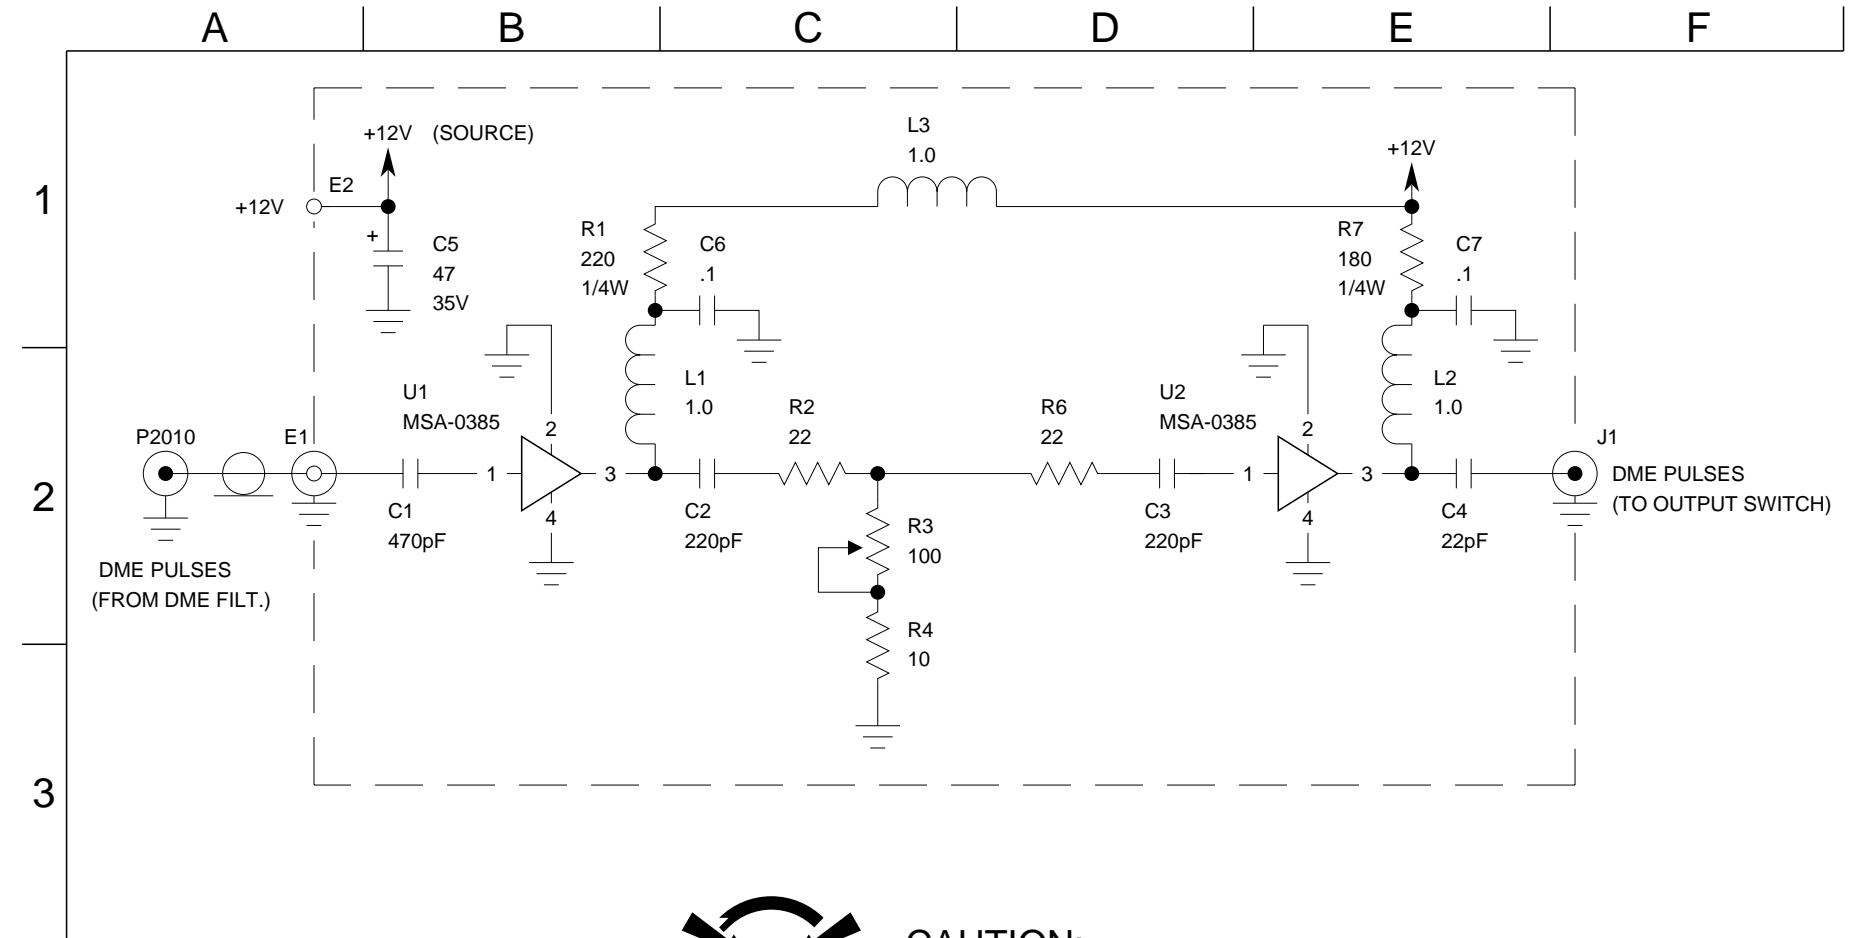 A B C D E F
+12V (SOURCE)
L3
1.0
+12V
1
+12V
E2
+
C5
47
35V
R1
220
1/4W
C6
.1
R7
180
1/4W
C7
.1
U1
MSA-0385
L1
1.0
R2
22
R6
22
U2
MSA-0385
L2
1.0
2
P2010
E1
1
2
3
4
C1
470pF
C2
220pF
R3
100
R4
10
C3
220pF
1
2
3
4
C4
22pF
J1
DME PULSES
(TO OUTPUT SWITCH)
DME PULSES
(FROM DME FILT.)
3
CAUTION: